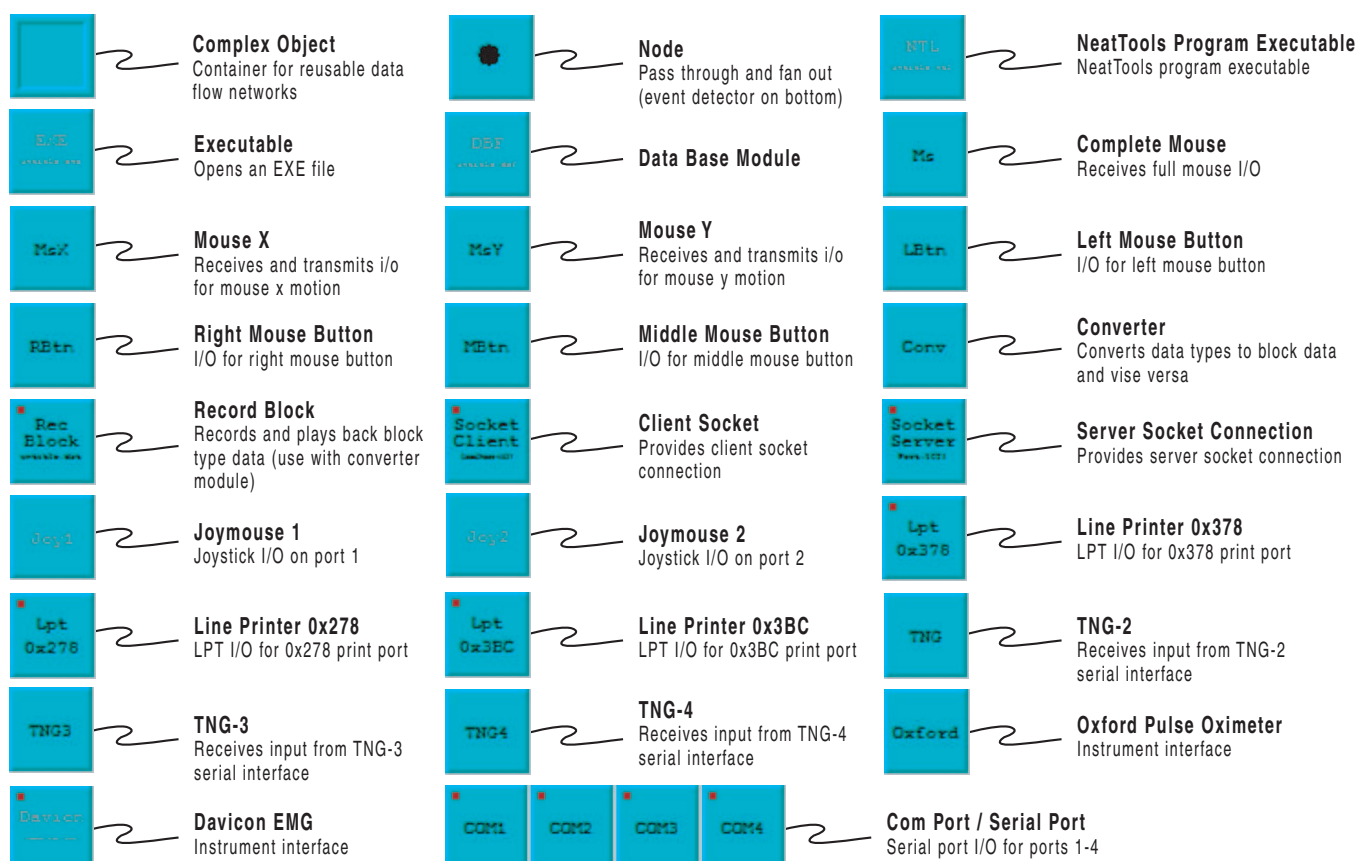 Complex Object
Container for reusable data
flow networks
Node
Pass through and fan out
(event detector on bottom)
NTL
NeatTools Program Executable
NeatTools program executable
EXE
Executable
Opens an EXE file
DBF
Data Base Module
Ms
Complete Mouse
Receives full mouse I/O
MsX
Mouse X
Receives and transmits i/o
for mouse x motion
MsY
Mouse Y
Receives and transmits i/o
for mouse y motion
LBtn
Left Mouse Button
I/O for left mouse button
RBtn
Right Mouse Button
I/O for right mouse button
MBtn
Middle Mouse Button
I/O for middle mouse button
Conv
Converter
Converts data types to block data
and vise versa
Rec
Block
Record Block
Records and plays back block
type data (use with converter
module)
Socket
Client
Client Socket
Provides client socket
connection
Socket
Server
Server Socket Connection
Provides server socket connection
Joy1
Joymouse 1
Joystick I/O on port 1
Joy2
Joymouse 2
Joystick I/O on port 2
Lpt
0x378
Line Printer 0x378
LPT I/O for 0x378 print port
Lpt
0x278
Line Printer 0x278
LPT I/O for 0x278 print port
Lpt
0x3BC
Line Printer 0x3BC
LPT I/O for 0x3BC print port
TNG
TNG-2
Receives input from TNG-2
serial interface
TNG3
TNG-3
Receives input from TNG-3
serial interface
TNG4
TNG-4
Receives input from TNG-4
serial interface
Oxford
Oxford Pulse Oximeter
Instrument interface
Davicon EMG
Instrument interface
COM1
COM2
COM3
COM4
Com Port / Serial Port
Serial port I/O for ports 1-4